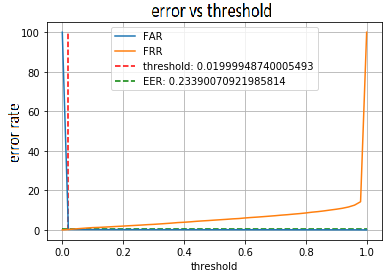 error vs threshold
FAR
FRR
threshold: 0.01999948740005493
EER: 0.23390070921985814
100
80
60
40
20
0
error rate
0.0 0.2 0.4 0.6 0.8 1.0
threshold